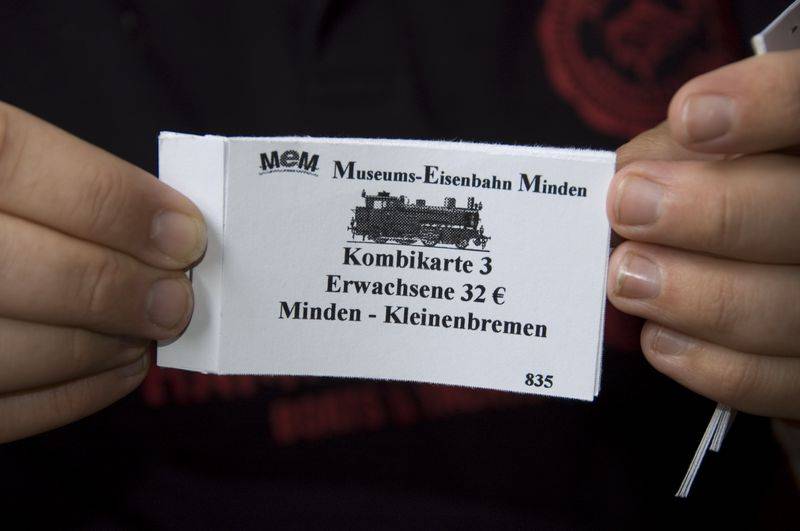 MeM Museums-Eisenbahn Minden
Kombikarte 3
Erwachsene 32 €
Minden - Kleinenbremen
835